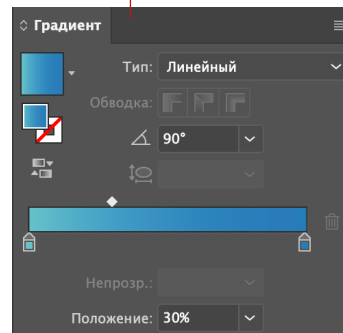 Градиент
Тип: Линейный
Обводка:
90°
Непрозр.:
Положение: 30%